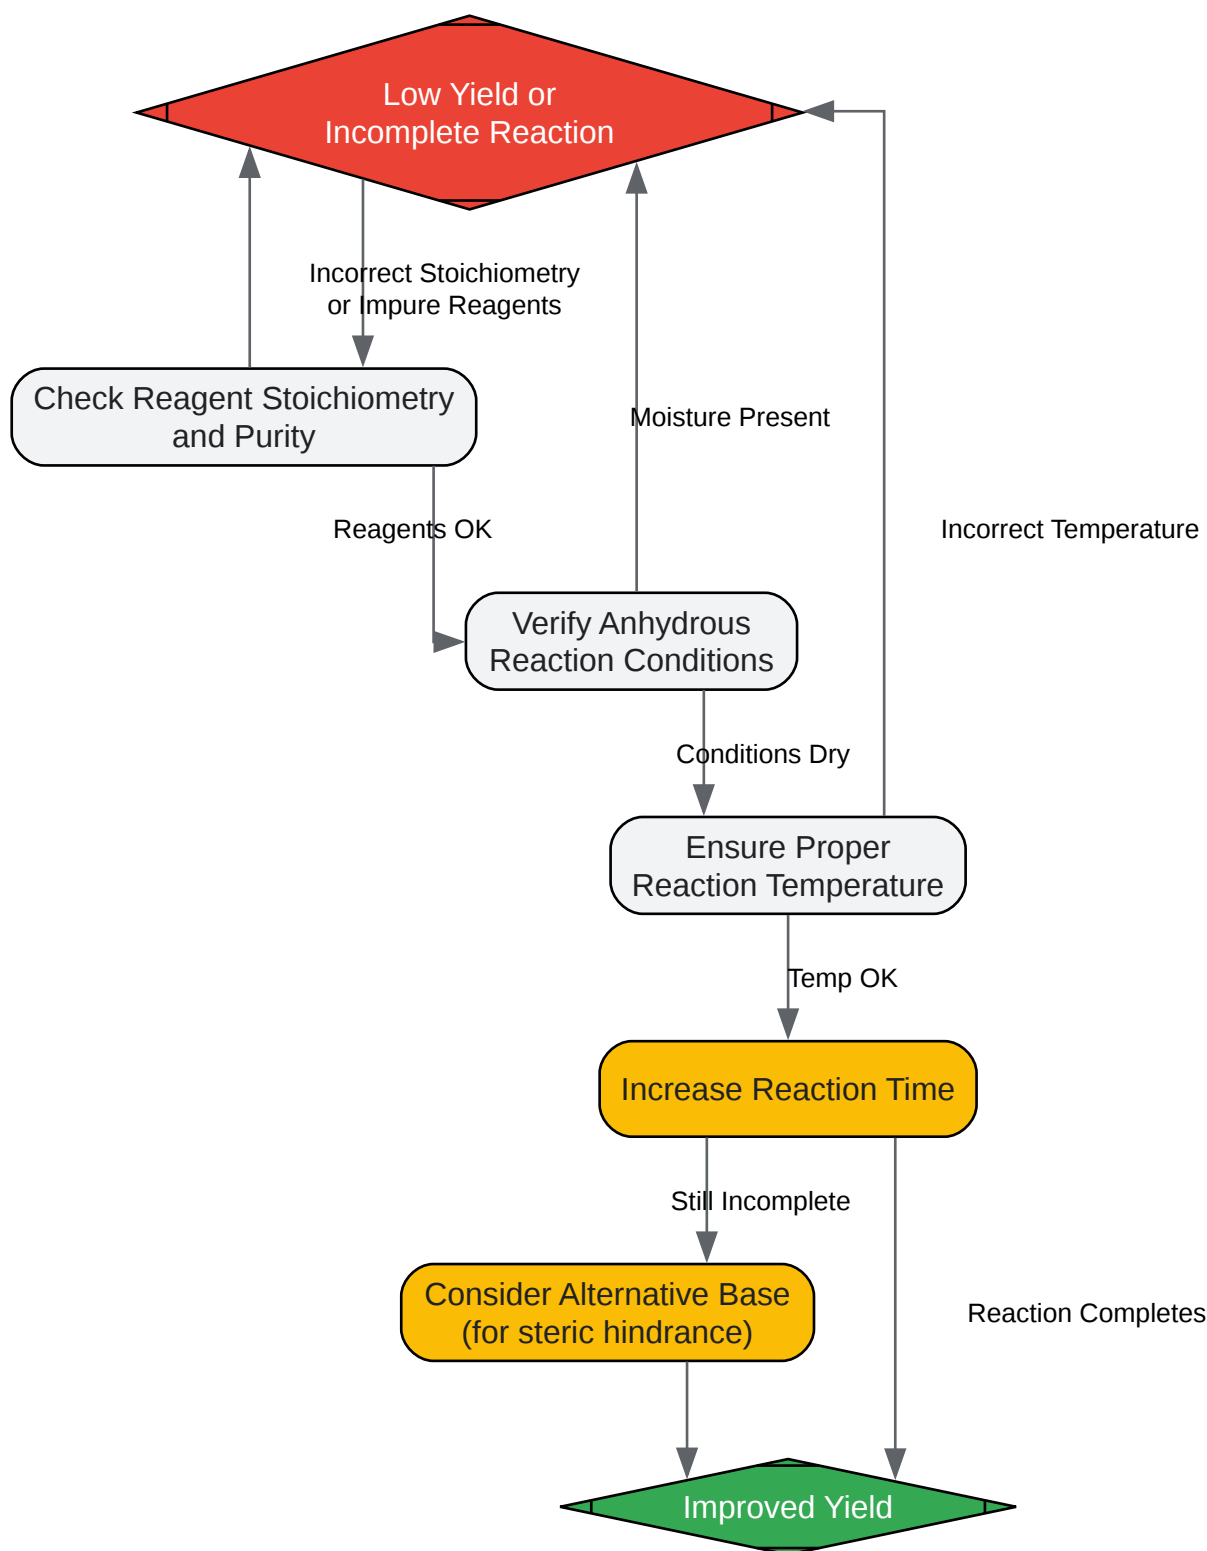 Low Yield or
Incomplete Reaction
Incorrect Stoichiometry
or Impure Reagents
Check Reagent Stoichiometry
and Purity
Moisture Present
Reagents OK
Incorrect Temperature
Verify Anhydrous
Reaction Conditions
Conditions Dry
Ensure Proper
Reaction Temperature
Temp OK
Increase Reaction Time
Still Incomplete
Consider Alternative Base
(for steric hindrance)
Reaction Completes
Improved Yield